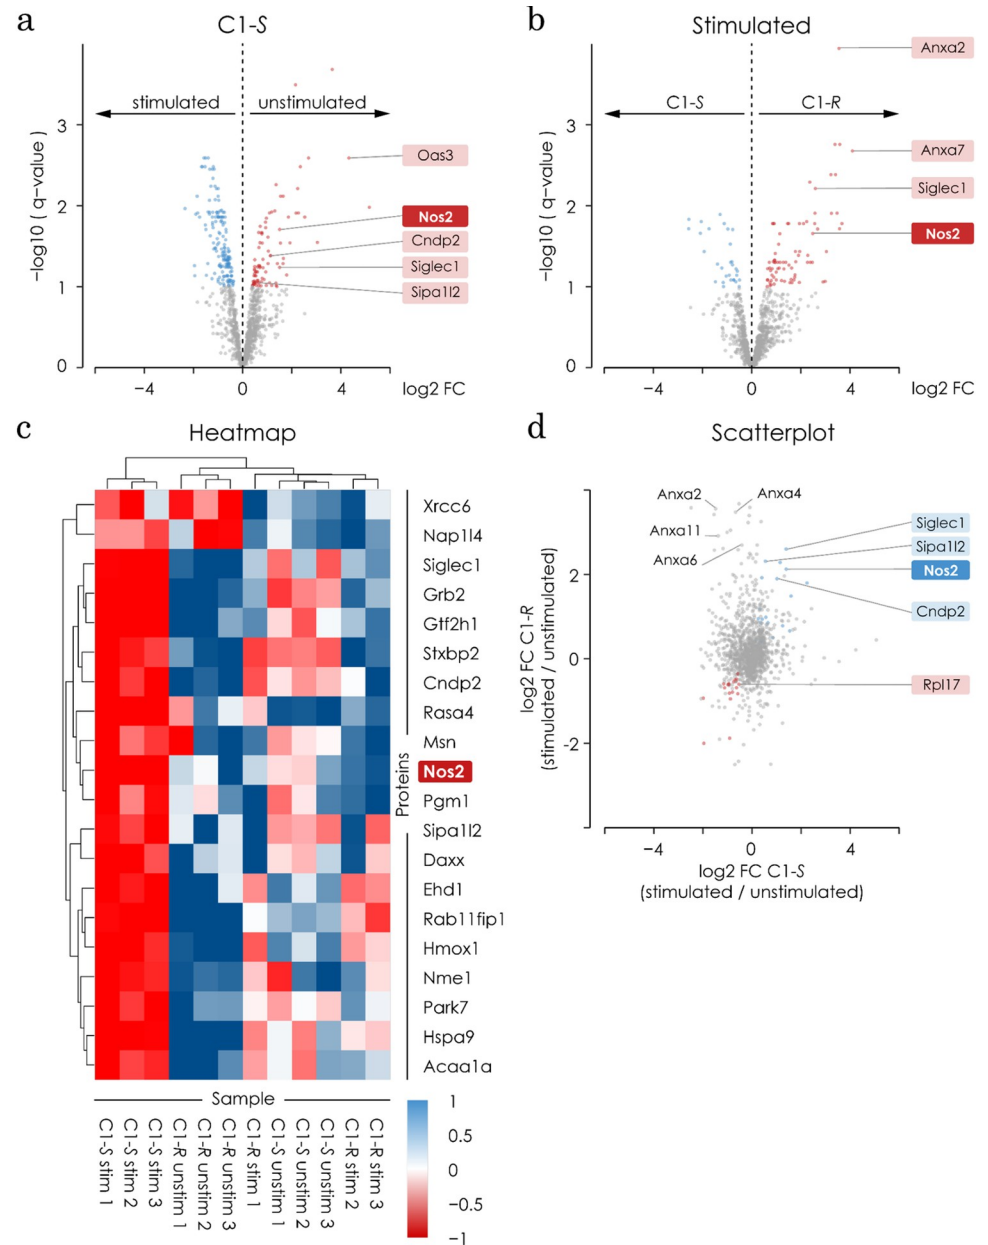 a
C1-S
stimulated
unstimulated
−log10 ( q−value )
3
2
1
0
−4
0
4
log2 FC
Oas3
Nos2
Cndp2
Siglec1
Sipa1l2
b
Stimulated
C1-S
C1-R
−log10 ( q−value )
3
2
1
0
−4
0
4
log2 FC
Anxa2
Anxa7
Siglec1
Nos2
c
Heatmap
Xrcc6
Nap1l4
Siglec1
Grb2
Gtf2h1
Stxbp2
Cndp2
Rasa4
Msn
Nos2
Pgm1
Sipa1l2
Daxx
Ehd1
Rab11fip1
Hmox1
Nme1
Park7
Hspa9
Acaa1a
Proteins
Sample
C1-S stim 1
C1-S stim 2
C1-S stim 3
C1-R unstim 1
C1-R unstim 2
C1-R unstim 3
C1-R stim 1
C1-S unstim 1
C1-S unstim 2
C1-S unstim 3
C1-R stim 2
C1-R stim 3
1
0.5
0
−0.5
−1
d
Scatterplot
Anxa2
Anxa4
Anxa11
Anxa6
Siglec1
Sipa1l2
Nos2
Cndp2
Rpl17
log2 FC C1-R
(stimulated / unstimulated)
2
0
-2
−4
0
4
log2 FC C1-S
(stimulated / unstimulated)